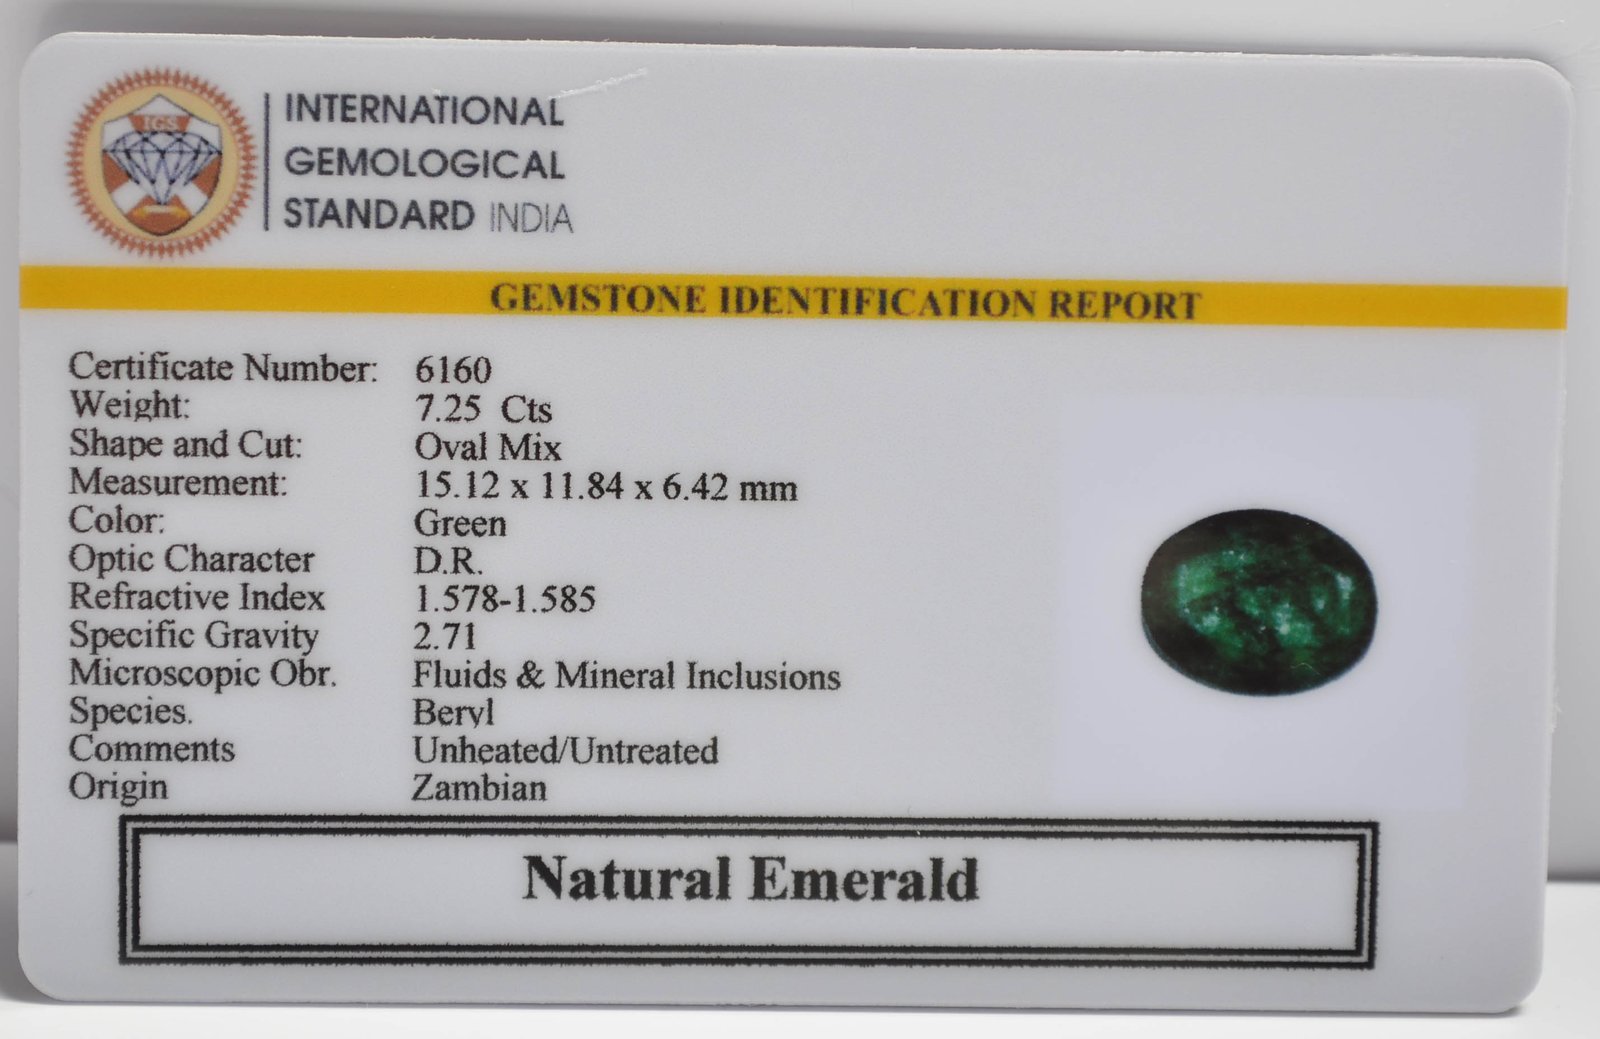 IGS
INTERNATIONAL
GEMOLOGICAL
STANDARD INDIA
GEMSTONE IDENTIFICATION REPORT
Certificate Number: 6160
Weight: 7.25 Cts
Shape and Cut: Oval Mix
Measurement: 15.12 x 11.84 x 6.42 mm
Color: Green
Optic Character D.R.
Refractive Index 1.578-1.585
Specific Gravity 2.71
Microscopic Obr. Fluids & Mineral Inclusions
Species. Beryl
Comments Unheated/Untreated
Origin Zambian
Natural Emerald